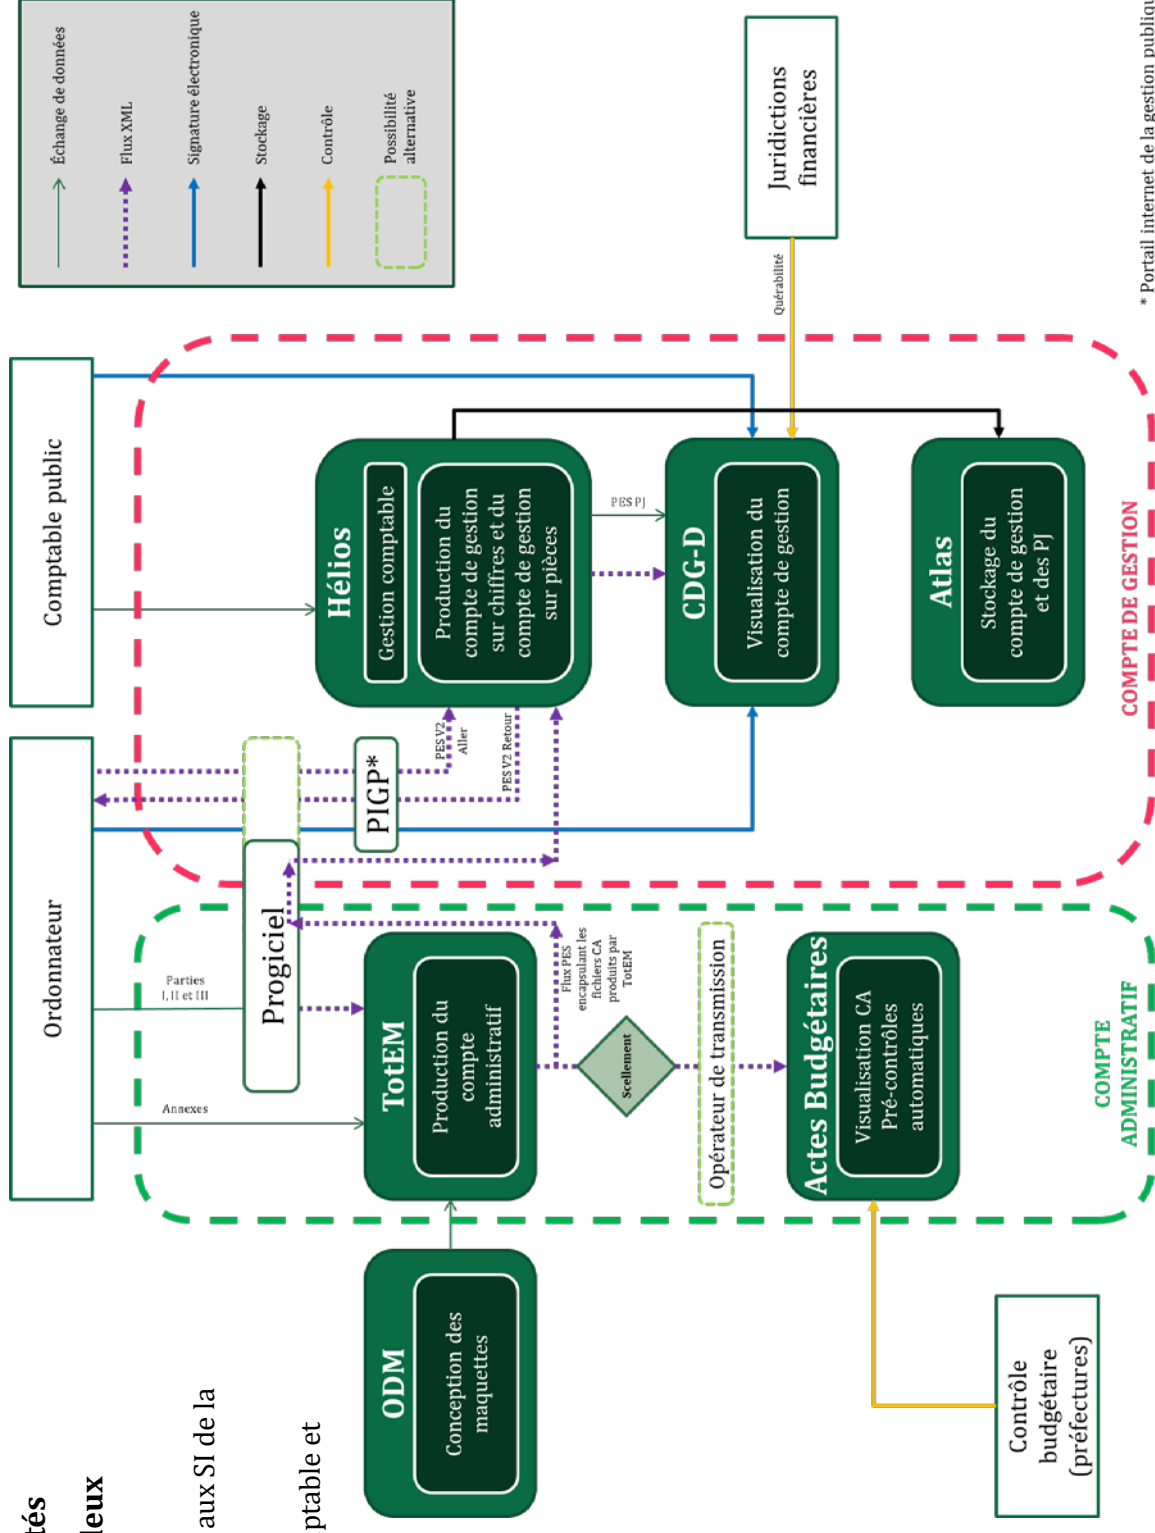 tés
leux
aux SI de la
ptable et
Ordonnateur
Comptable public
Échange de données
Flux XML
Signature électronique
Stockage
Contrôle
Possibilité
alternative
Annexes
Parties
I, II et III
Progiciel
PIGP*
PES V2
Aller
PES V2 Retour
ODM
Conception des
maquettes
TotEM
Production du
compte
administratif
Hélios
Gestion comptable
Production du
compte de gestion
sur chiffres et du
compte de gestion
sur pièces
Flux PES
encapsulant les
fichiers CA
produits par
TotEM
Scellement
PES PJ
Opérateur de transmission
CDG-D
Visualisation du
compte de gestion
Quérabilité
Juridictions
financières
Actes Budgétaires
Visualisation CA
Pré-contrôles
automatiques
Atlas
Stockage du
compte de gestion
et des PJ
Contrôle
budgétaire
(préfectures)
COMPTE
ADMINISTRATIF
COMPTE DE GESTION
* Portail internet de la gestion publique